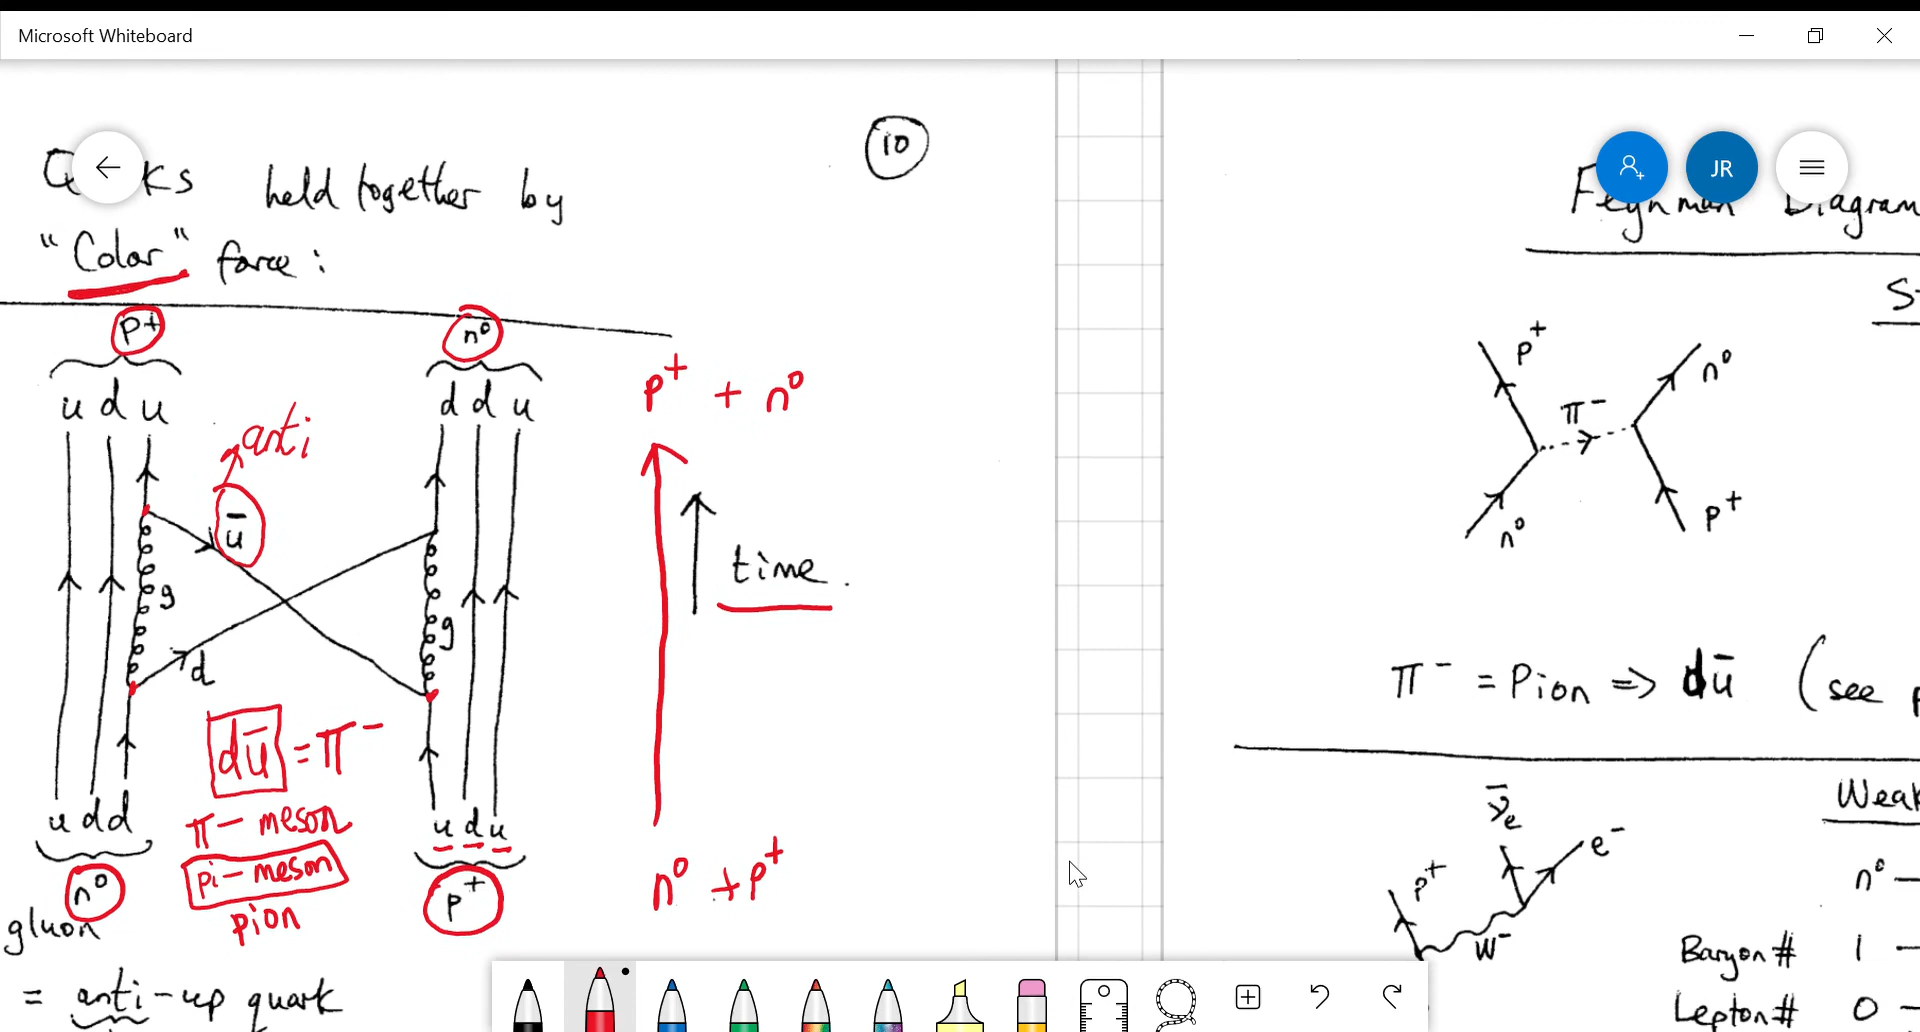 Microsoft Whiteboard
10
ks held together by
"Color" force:
p+
n⁰
u d u
d d u
p+ + n⁰
anti
ū
g
g
time.
d
dū = π⁻
π - meson
pi - meson
pion
u d d
u d u
n⁰
p+
n⁰ + p+
gluon
= anti-up quark
JR
Feynman Diagram
p+
n⁰
π⁻
n⁰
p+
π⁻ = Pion => dū (see
Weak
ν̄e
e⁻
p+
W⁻
n⁰ —
Baryon # 1 —
Lepton # 0 —